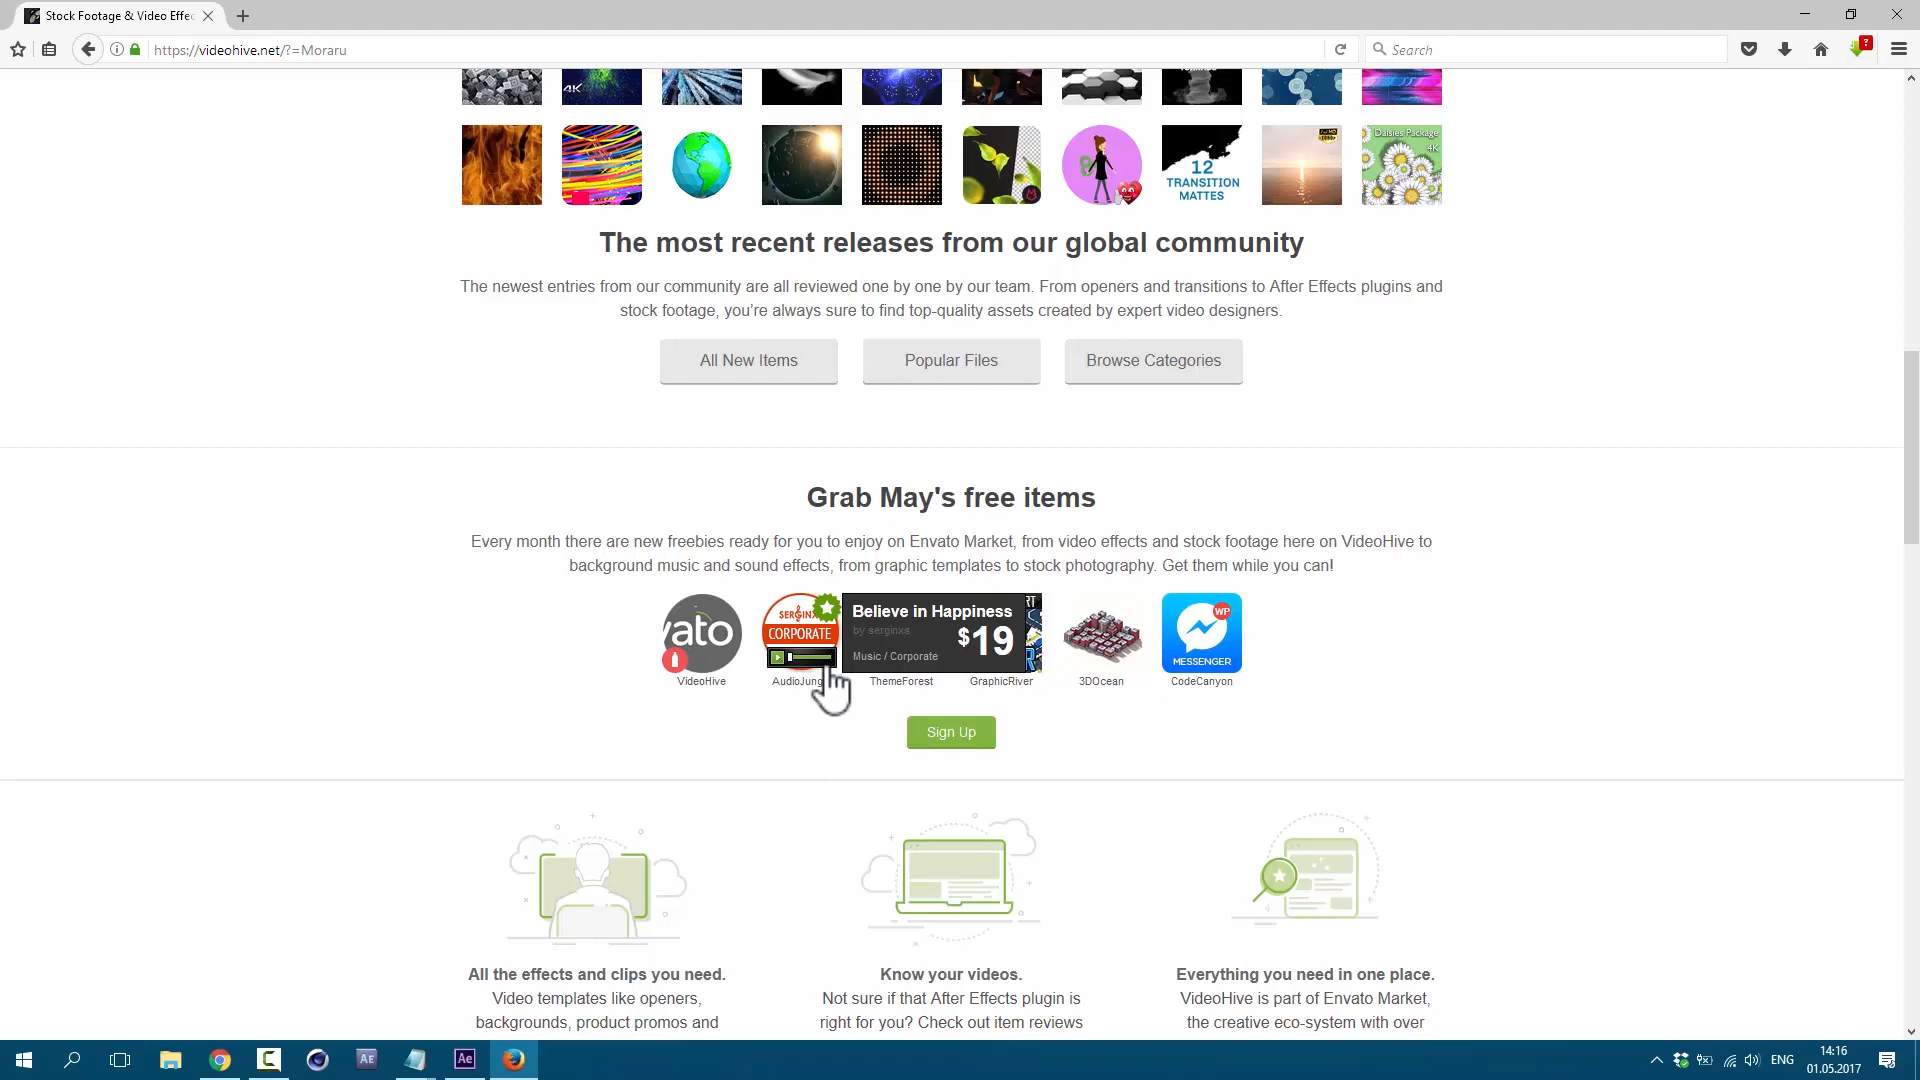 Stock Footage & Video Effec
https://videohive.net/?=Moraru
Search
?
4K
12
TRANSITION
MATTES
Daisies Package
4K
The most recent releases from our global community
The newest entries from our community are all reviewed one by one by our team. From openers and transitions to After Effects plugins and
stock footage, you’re always sure to find top-quality assets created by expert video designers.
All New Items
Popular Files
Browse Categories
Grab May's free items
Every month there are new freebies ready for you to enjoy on Envato Market, from video effects and stock footage here on VideoHive to
background music and sound effects, from graphic templates to stock photography. Get them while you can!
vato
SERGINX
CORPORATE
Believe in Happiness
by serginxs
$19
Music / Corporate
WP
MESSENGER
VideoHive
AudioJung
ThemeForest
GraphicRiver
3DOcean
CodeCanyon
Sign Up
All the effects and clips you need.
Video templates like openers,
backgrounds, product promos and
Know your videos.
Not sure if that After Effects plugin is
right for you? Check out item reviews
Everything you need in one place.
VideoHive is part of Envato Market,
the creative eco-system with over
AE
Ae
ENG
14:16
01.05.2017